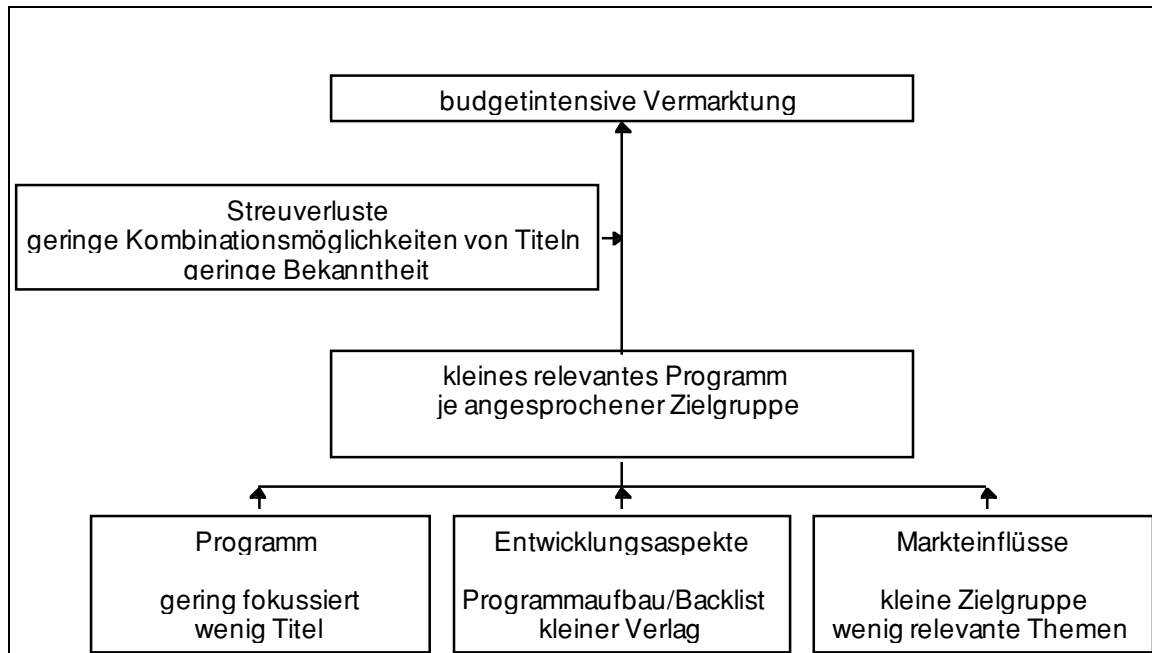 budgetintensive Vermarktung
Streuverluste
geringe Kombinationsmöglichkeiten von Titeln
geringe Bekanntheit
kleines relevantes Programm
je angesprochener Zielgruppe
Programm
gering fokussiert
wenig Titel
Entwicklungsaspekte
Programmaufbau/Backlist
kleiner Verlag
Markteinflüsse
kleine Zielgruppe
wenig relevante Themen